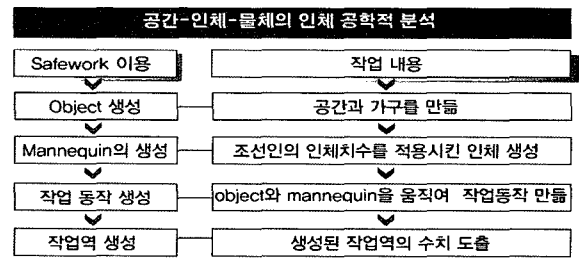 공간-인체-물체의 인체 공학적 분석
Safework 이용 작업 내용
Object 생성 공간과 가구를 만듦
Mannequin의 생성 조선인의 인체치수를 적용시킨 인체 생성
작업 동작 생성 object와 mannequin을 움직여 작업동작 만듦
작업역 생성 생성된 작업역의 수치 도출